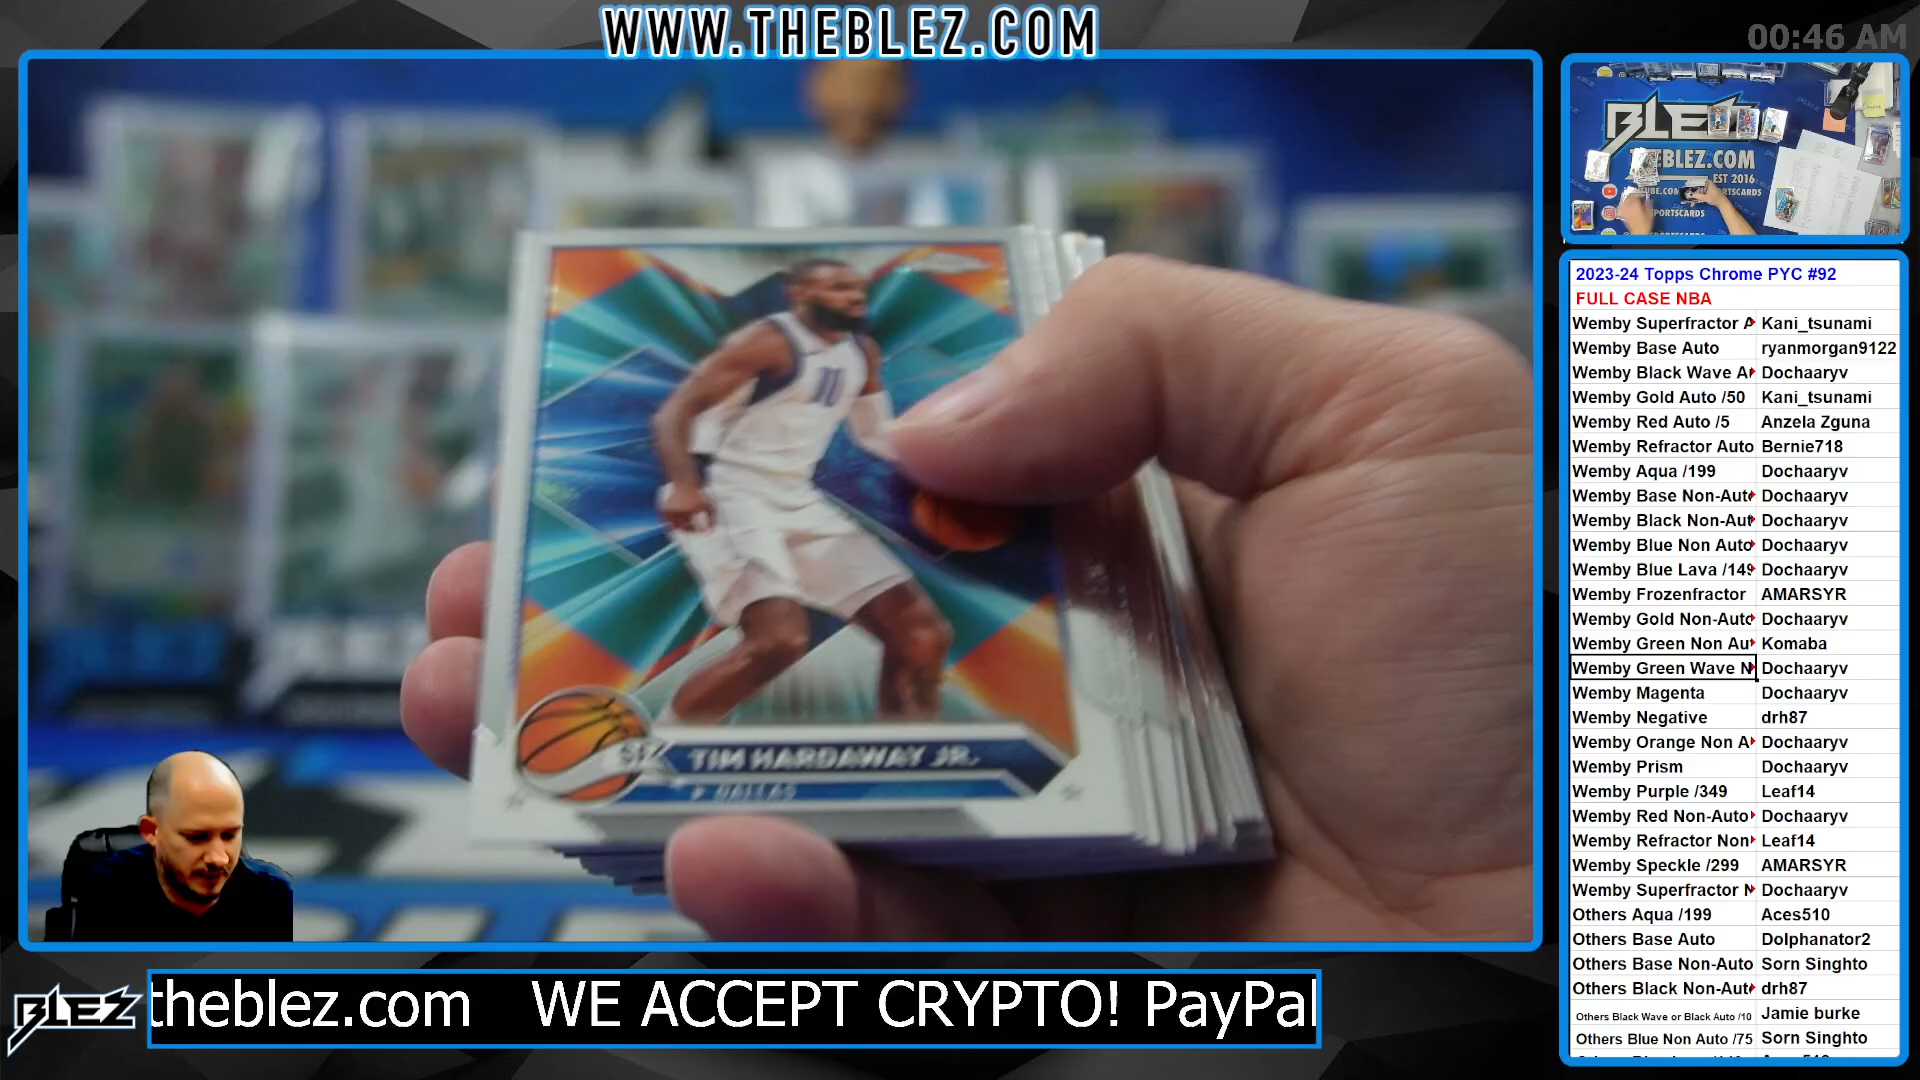 WWW.THEBLEZ.COM
00:46 AM
BLE
THEBLEZ.COM
EST 2016
10
TIM HARDAWAY JR.
DALLAS
2023-24 Topps Chrome PYC #92
FULL CASE NBA
Wemby Superfractor A Kani_tsunami
Wemby Base Auto ryanmorgan9122
Wemby Black Wave A Dochaaryv
Wemby Gold Auto /50 Kani_tsunami
Wemby Red Auto /5 Anzela Zguna
Wemby Refractor Auto Bernie718
Wemby Aqua /199 Dochaaryv
Wemby Base Non-Aut Dochaaryv
Wemby Black Non-Aut Dochaaryv
Wemby Blue Non Auto Dochaaryv
Wemby Blue Lava /149 Dochaaryv
Wemby Frozenfractor AMARSYR
Wemby Gold Non-Auto Dochaaryv
Wemby Green Non Au Komaba
Wemby Green Wave N Dochaaryv
Wemby Magenta Dochaaryv
Wemby Negative drh87
Wemby Orange Non A Dochaaryv
Wemby Prism Dochaaryv
Wemby Purple /349 Leaf14
Wemby Red Non-Auto Dochaaryv
Wemby Refractor Non Leaf14
Wemby Speckle /299 AMARSYR
Wemby Superfractor N Dochaaryv
Others Aqua /199 Aces510
Others Base Auto Dolphanator2
Others Base Non-Auto Sorn Singhto
Others Black Non-Aut drh87
Others Black Wave or Black Auto /10 Jamie burke
Others Blue Non Auto /75 Sorn Singhto
BLEZ
theblez.com WE ACCEPT CRYPTO! PayPal